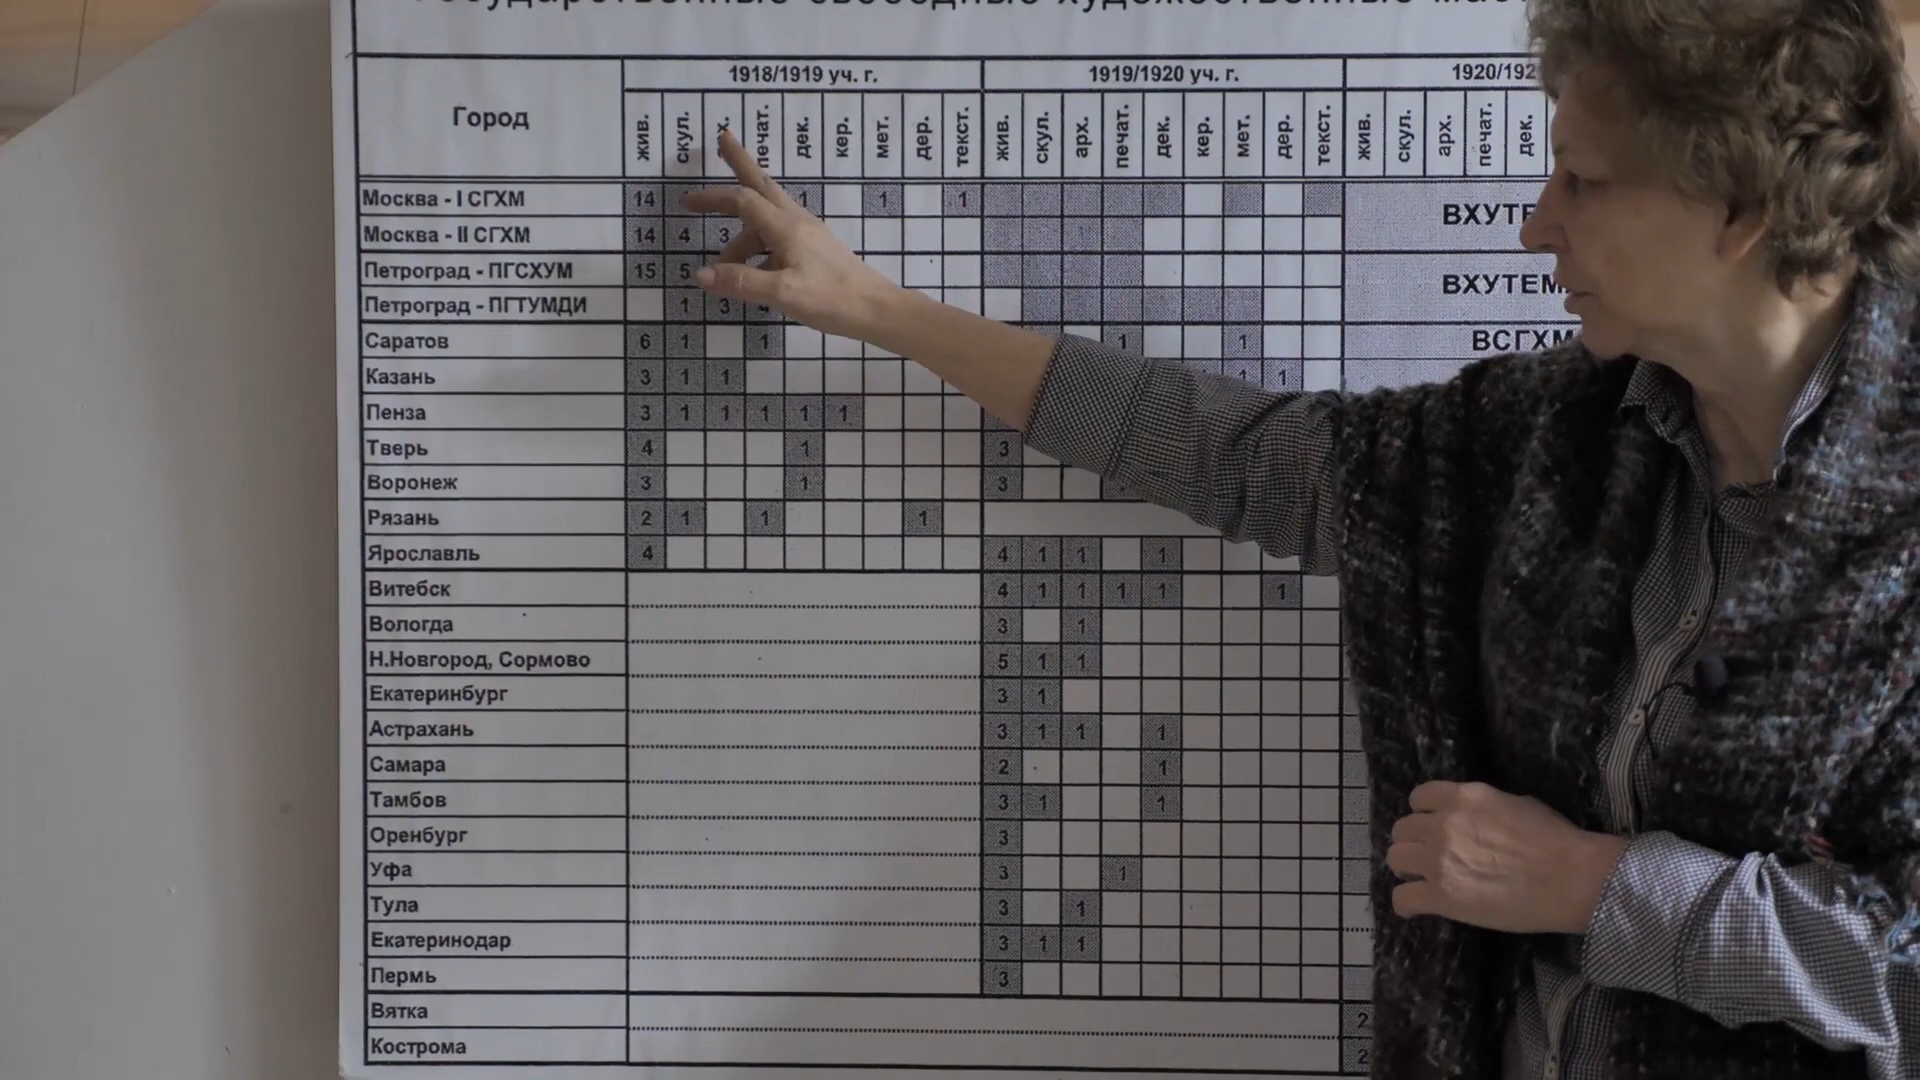 свободные художественные
1918/1919 уч. г. 1919/1920 уч. г.
Город жив. скул. печат. дек. кер. мет. дер. текст. жив. скул. арх. печат. дек. кер. мет. дер. текст. жив. скул. арх. печат. дек.
Москва - I СГХМ 14 1 1 1
Москва - II СГХМ 14 4 3
Петроград - ПГСХУМ 15 5
Петроград - ПГТУМДИ 1 3
Саратов 6 1 1 1 1 ВСГХМ
Казань 3 1 1 1 1
Пенза 3 1 1 1 1 1
Тверь 4 1 3
Воронеж 3 1 3
Рязань 2 1 1 1
Ярославль 4 4 1 1 1
Витебск 4 1 1 1 1 1
Вологда 3 1
Н.Новгород, Сормово 5 1 1
Екатеринбург 3 1
Астрахань 3 1 1 1
Самара 2 1
Тамбов 3 1 1
Оренбург 3
Уфа 3 1
Тула 3 1
Екатеринодар 3 1 1
Пермь 3
Вятка 2
Кострома 2